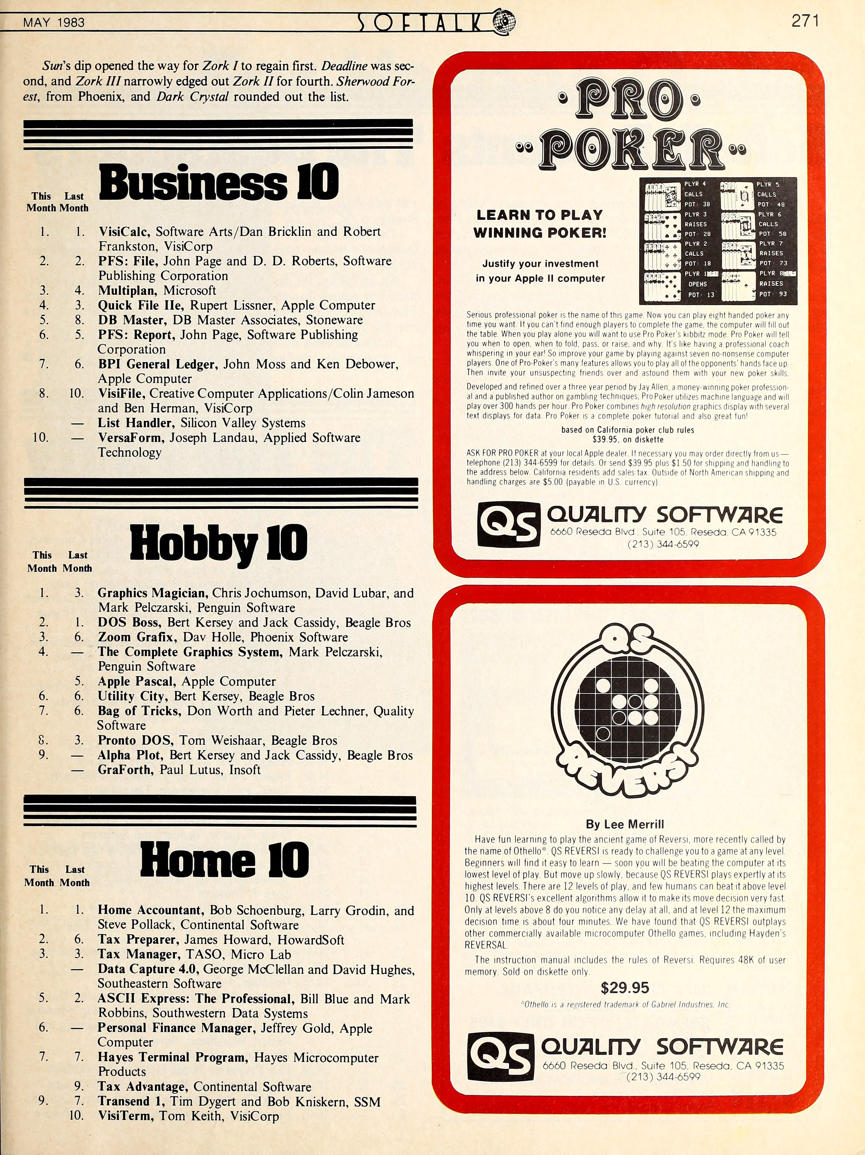 MAY 1983
SOFTALK
271
Sun's dip opened the way for Zork I to regain first. Deadline was sec-
ond, and Zork III narrowly edged out Zork II for fourth. Sherwood For-
est, from Phoenix, and Dark Crystal rounded out the list.
Business 10
This Last
Month Month
1. 1. VisiCalc, Software Arts/Dan Bricklin and Robert
Frankston, VisiCorp
2. 2. PFS: File, John Page and D. D. Roberts, Software
Publishing Corporation
3. 4. Multiplan, Microsoft
4. 3. Quick File IIe, Rupert Lissner, Apple Computer
5. 8. DB Master, DB Master Associates, Stoneware
6. 5. PFS: Report, John Page, Software Publishing
Corporation
7. 6. BPI General Ledger, John Moss and Ken Debower,
Apple Computer
8. 10. VisiFile, Creative Computer Applications/Colin Jameson
and Ben Herman, VisiCorp
— List Handler, Silicon Valley Systems
10. — VersaForm, Joseph Landau, Applied Software
Technology
Hobby 10
This Last
Month Month
1. 3. Graphics Magician, Chris Jochumson, David Lubar, and
Mark Pelczarski, Penguin Software
2. 1. DOS Boss, Bert Kersey and Jack Cassidy, Beagle Bros
3. 6. Zoom Grafix, Dav Holle, Phoenix Software
4. — The Complete Graphics System, Mark Pelczarski,
Penguin Software
5. Apple Pascal, Apple Computer
6. 6. Utility City, Bert Kersey, Beagle Bros
7. 6. Bag of Tricks, Don Worth and Pieter Lechner, Quality
Software
8. 3. Pronto DOS, Tom Weishaar, Beagle Bros
9. — Alpha Plot, Bert Kersey and Jack Cassidy, Beagle Bros
— GraForth, Paul Lutus, Insoft
Home 10
This Last
Month Month
1. 1. Home Accountant, Bob Schoenburg, Larry Grodin, and
Steve Pollack, Continental Software
2. 6. Tax Preparer, James Howard, HowardSoft
3. 3. Tax Manager, TASO, Micro Lab
— Data Capture 4.0, George McClellan and David Hughes,
Southeastern Software
5. 2. ASCII Express: The Professional, Bill Blue and Mark
Robbins, Southwestern Data Systems
6. — Personal Finance Manager, Jeffrey Gold, Apple
Computer
7. 7. Hayes Terminal Program, Hayes Microcomputer
Products
9. Tax Advantage, Continental Software
9. 7. Transend 1, Tim Dygert and Bob Kniskern, SSM
10. VisiTerm, Tom Keith, VisiCorp
PRO
POKER
LEARN TO PLAY
WINNING POKER!
Justify your investment
in your Apple II computer
PLYR 4
CALLS
POT: 38
PLYR 3
RAISES
POT: 28
PLYR 2
CALLS
POT: 18
PLYR 1
OPENS
POT: 13
PLYR 5
CALLS
POT: 48
PLYR 6
CALLS
POT: 58
PLYR 7
RAISES
POT: 73
PLYR 8
RAISES
POT: 93
Serious professional poker is the name of this game. Now you can play eight handed poker any
time you want. If you can't find enough players to complete the game, the computer will fill out
the table. When you play alone you will want to use Pro Poker's kibbitz mode. Pro Poker will tell
you when to open, when to fold, pass, or raise, and why. It's like having a professional coach
whispering in your ear! So improve your game by playing against seven no-nonsense computer
players. One of Pro-Poker's many features allows you to play all of the opponents' hands face up.
Then invite your unsuspecting friends over and astound them with your new poker skills.
Developed and refined over a three year period by Jay Allen, a money-winning poker profession-
al and a published author on gambling techniques, Pro Poker utilizes machine language and will
play over 300 hands per hour. Pro Poker combines high resolution graphics display with several
text displays for data. Pro Poker is a complete poker tutorial and also great fun!
based on California poker club rules
$39.95, on diskette
ASK FOR PRO POKER at your local Apple dealer. If necessary you may order directly from us —
telephone (213) 344-6599 for details. Or send $39.95 plus $1.50 for shipping and handling to
the address below. California residents add sales tax. Outside of North American shipping and
handling charges are $5.00 (payable in U.S. currency)
QS QUALITY SOFTWARE
6660 Reseda Blvd., Suite 105, Reseda, CA 91335
(213) 344-6599
QS
REVERSI
By Lee Merrill
Have fun learning to play the ancient game of Reversi, more recently called by
the name of Othello*. QS REVERSI is ready to challenge you to a game at any level.
Beginners will find it easy to learn — soon you will be beating the computer at its
lowest level of play. But move up slowly, because QS REVERSI plays expertly at its
highest levels. There are 12 levels of play, and few humans can beat it above level
10. QS REVERSI's excellent algorithms allow it to make its move decision very fast.
Only at levels above 8 do you notice any delay at all, and at level 12 the maximum
decision time is about four minutes. We have found that QS REVERSI outplays
other commercially available microcomputer Othello games, including Hayden's
REVERSAL.
The instruction manual includes the rules of Reversi. Requires 48K of user
memory. Sold on diskette only.
$29.95
*Othello is a registered trademark of Gabriel Industries, Inc.
QS QUALITY SOFTWARE
6660 Reseda Blvd., Suite 105, Reseda, CA 91335
(213) 344-6599